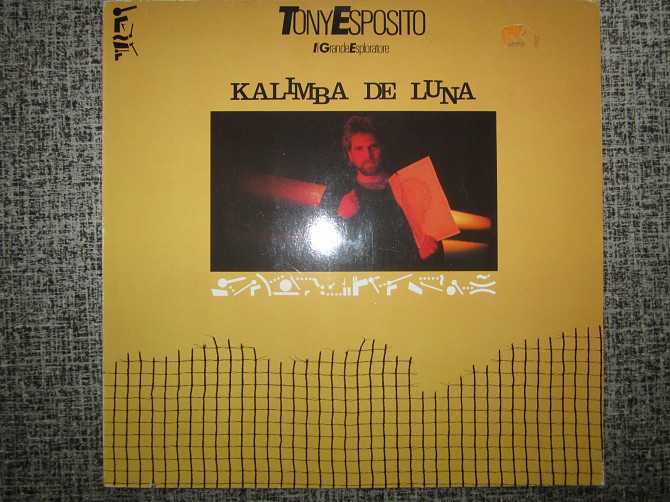 TONYESPOSITO
IlGrandeEsploratore
KALIMBA DE LUNA